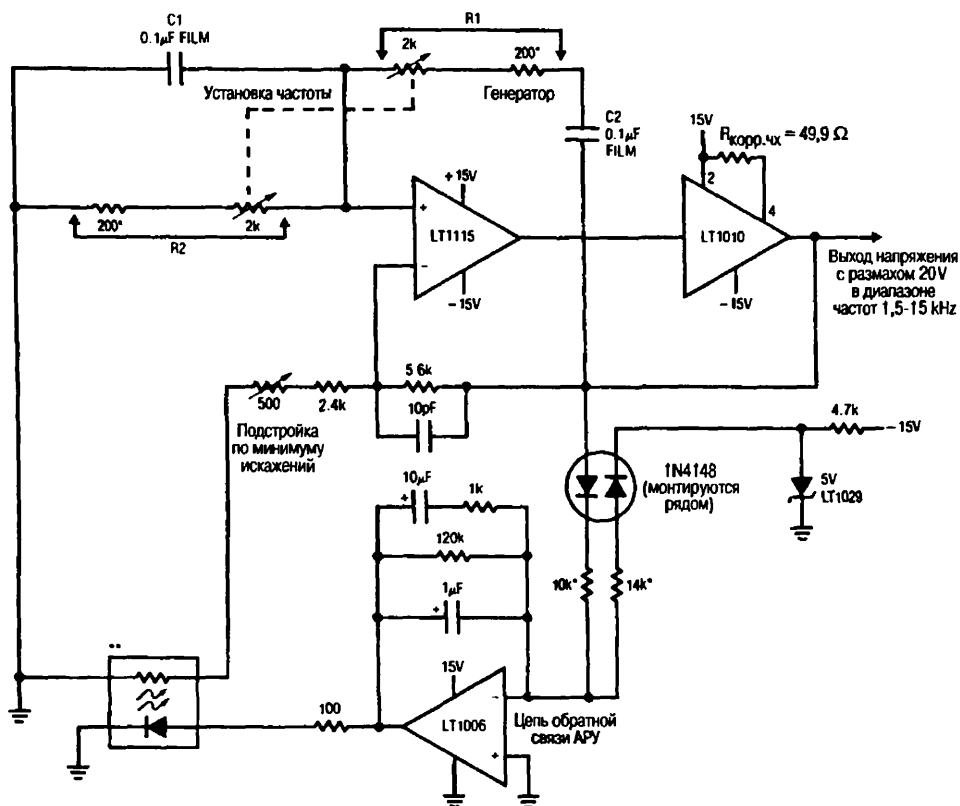 C1
0.1µF FILM
R1
2k
200*
Установка частоты
Генератор
C2
0.1µF
FILM
15V
Rкорр.чх = 49,9 Ω
2
4
200*
2k
R2
+
+15V
LT1115
−
−15V
LT1010
−15V
Выход напряжения
с размахом 20V
в диапазоне
частот 1,5-15 kHz
500
2.4k
5.6k
10pF
Подстройка
по минимуму
искажений
4.7k
−15V
1N4148
(монтируются
рядом)
5V
LT1029
10µF
+
1k
120k
1µF
+
10k*
14k*
**
100
15V
LT1006
−
+
Цепь обратной
связи АРУ